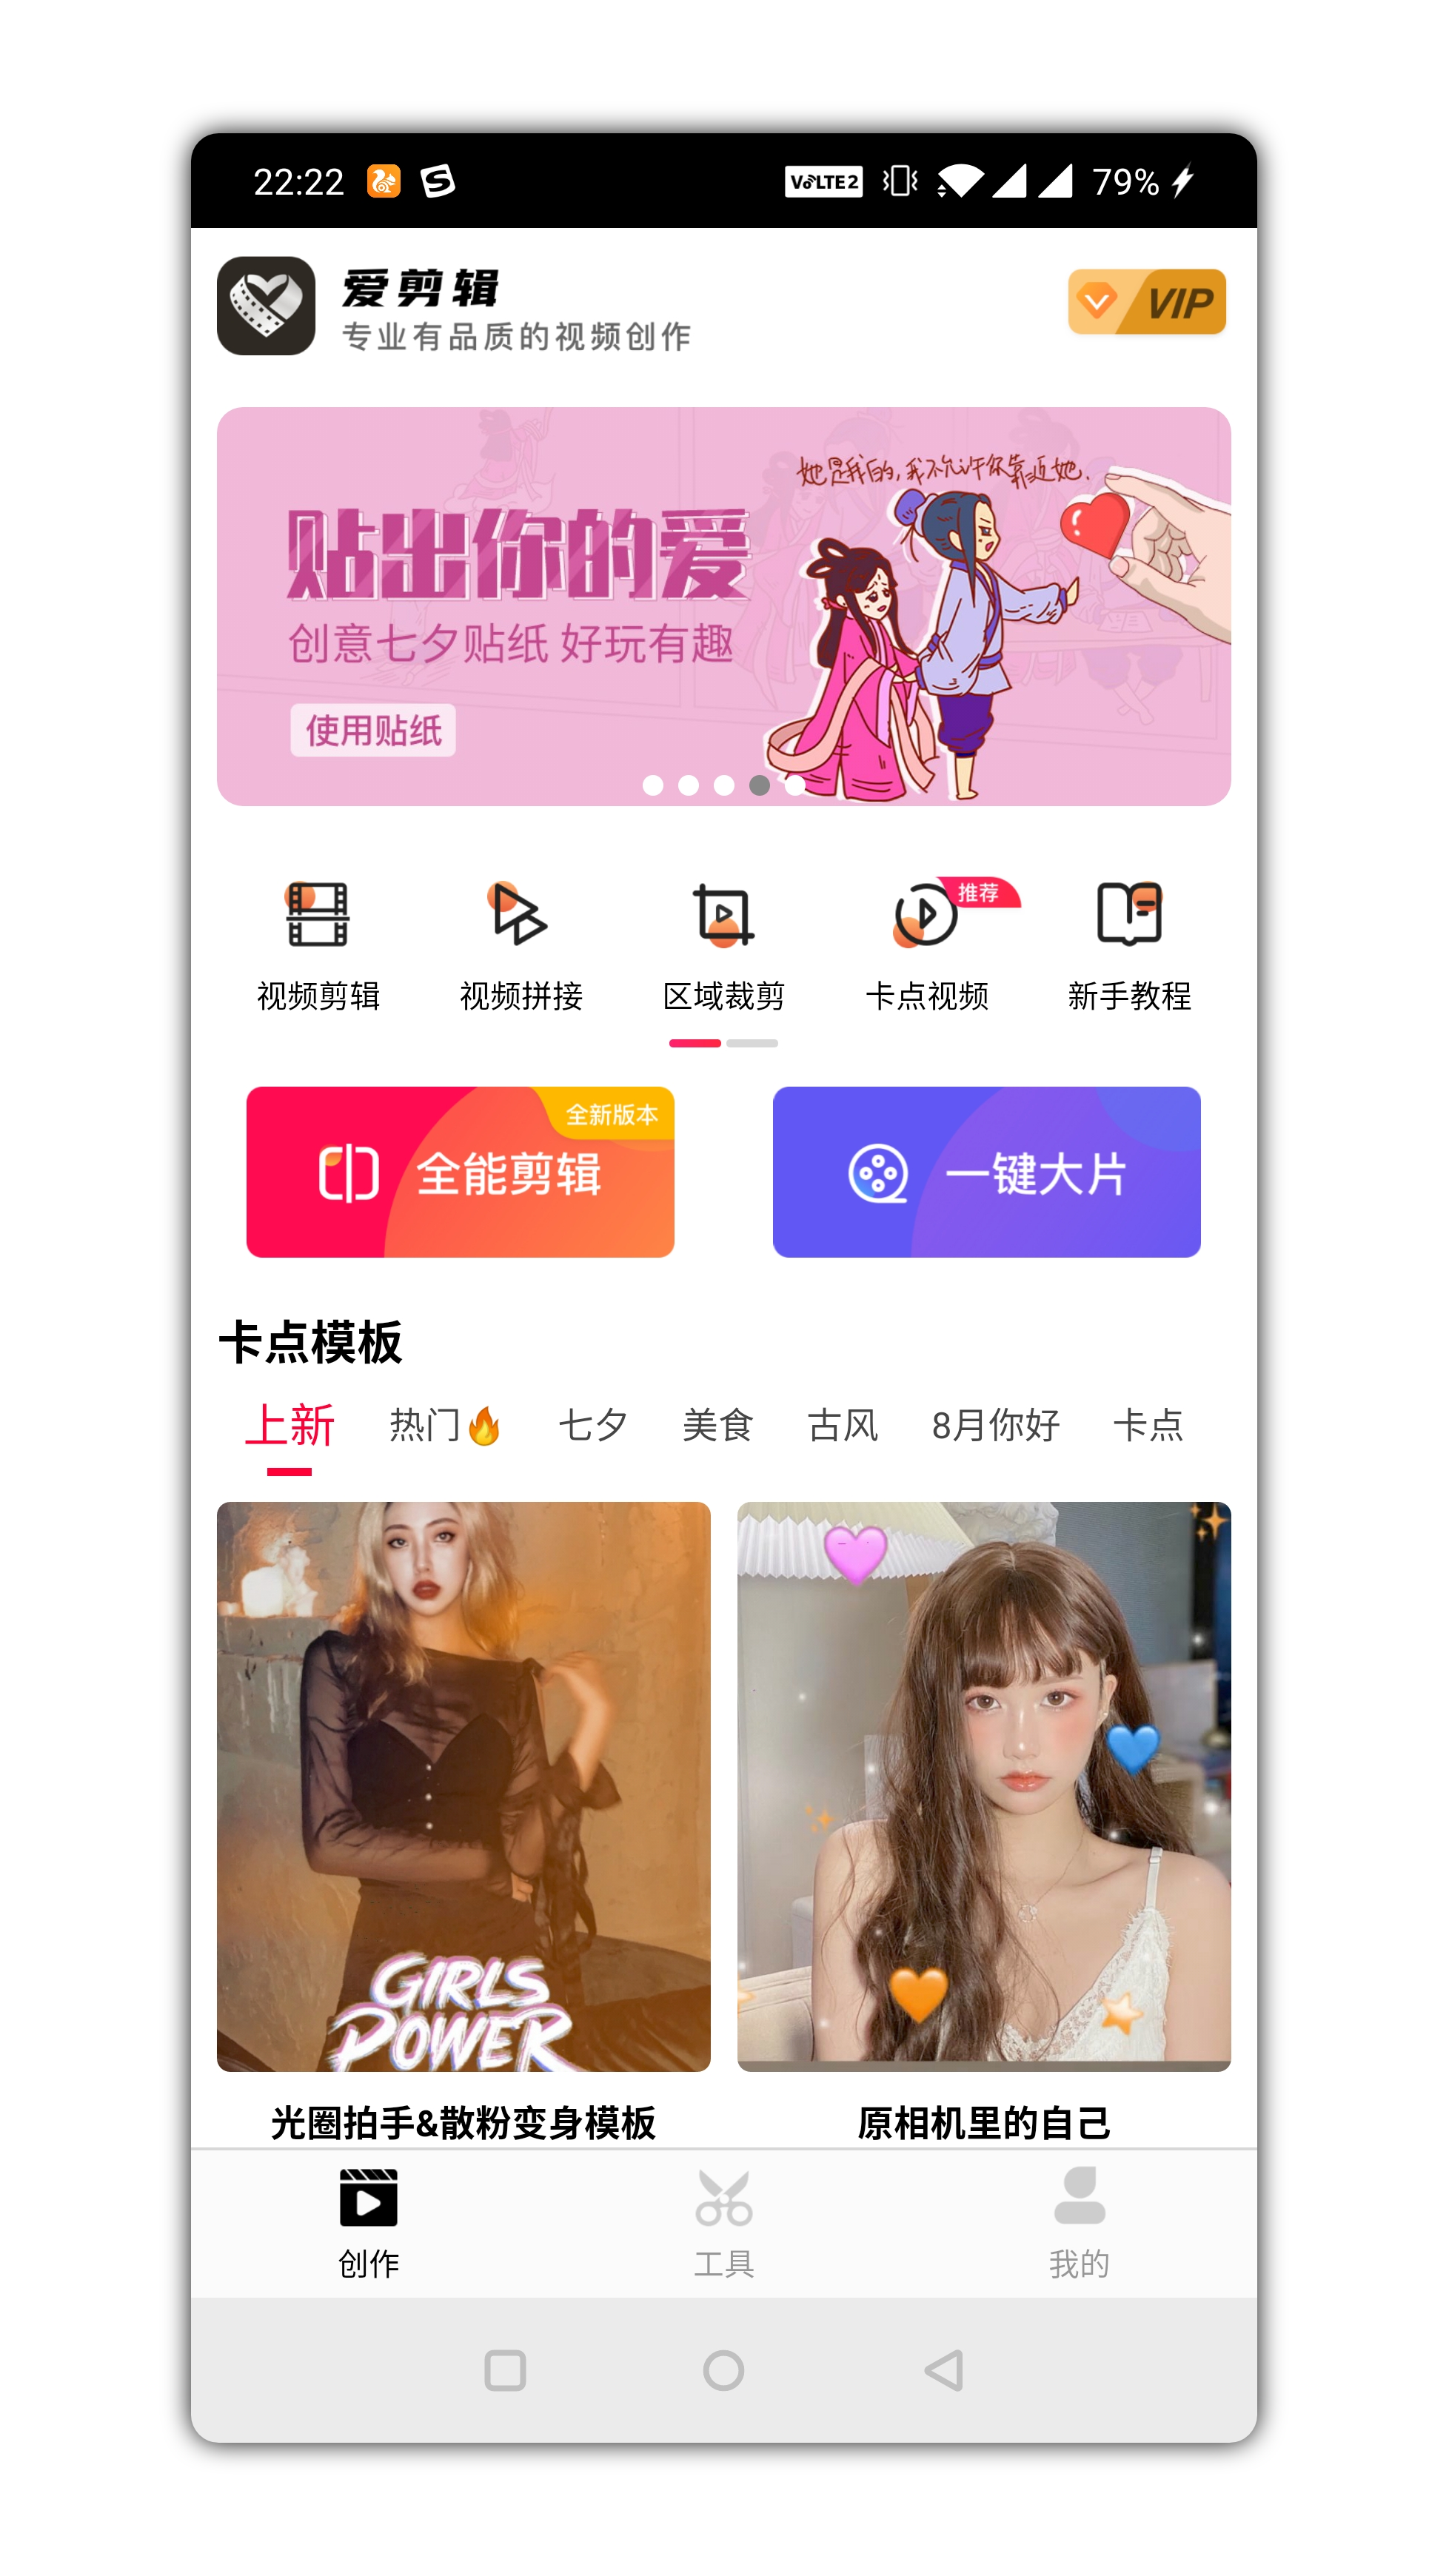 22:22
VoLTE2
79%
爱剪辑
专业有品质的视频创作
VIP
她是我的,我不允许你靠近她.
贴出你的爱
创意七夕贴纸 好玩有趣
使用贴纸
推荐
视频剪辑
视频拼接
区域裁剪
卡点视频
新手教程
全新版本
全能剪辑
一键大片
卡点模板
上新
热门🔥
七夕
美食
古风
8月你好
卡点
GIRLS
POWER
光圈拍手&散粉变身模板
原相机里的自己
创作
工具
我的